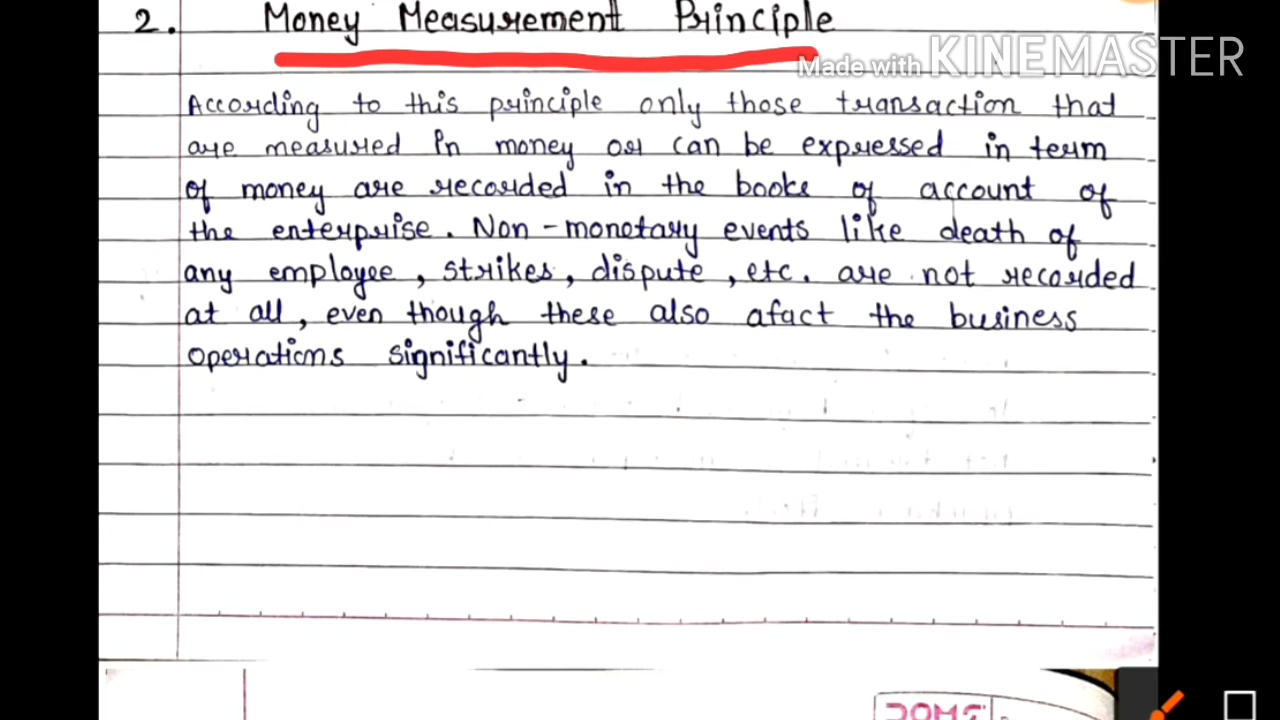 2. Money Measurement Principle
Made with KINEMASTER
According to this principle only those transaction that
are measured in money or can be expressed in term
of money are recorded in the books of account of
the enterprise. Non-monetary events like death of
any employee, strikes, dispute, etc. are not recorded
at all, even though these also afact the business
operations significantly.